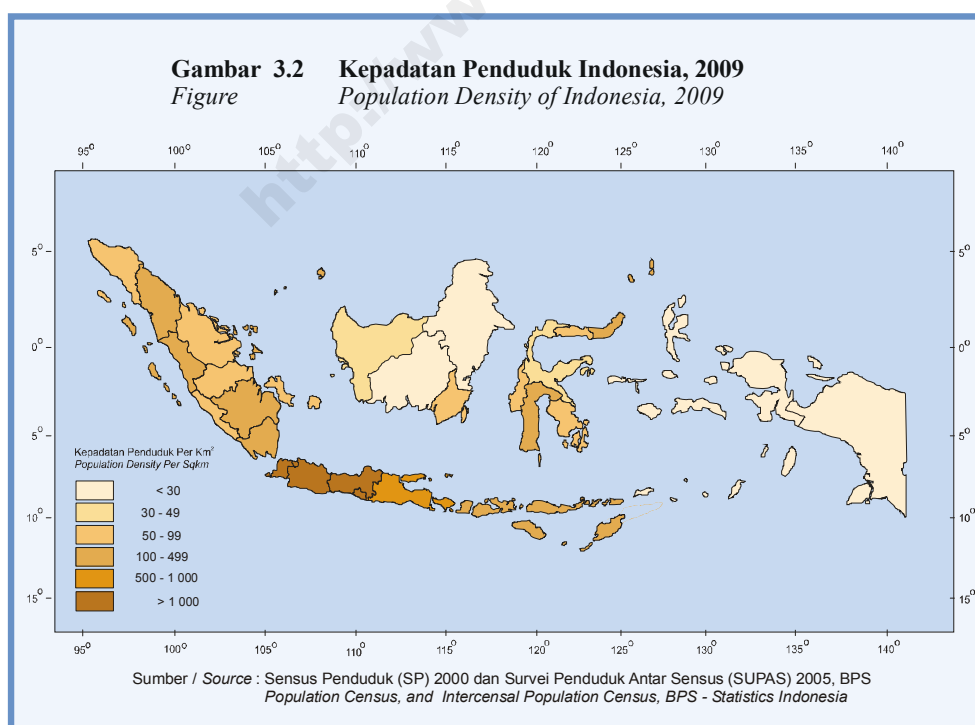 http://www
Gambar 3.2 Kepadatan Penduduk Indonesia, 2009
Figure Population Density of Indonesia, 2009
95° 100° 105° 110° 115° 120° 125° 130° 135° 140°
5° 5°
0° 0°
5° 5°
10° 10°
15° 15°
Kepadatan Penduduk Per Km²
Population Density Per Sqkm
< 30
30 - 49
50 - 99
100 - 499
500 - 1 000
> 1 000
95° 100° 105° 110° 115° 120° 125° 130° 135° 140°
Sumber / Source : Sensus Penduduk (SP) 2000 dan Survei Penduduk Antar Sensus (SUPAS) 2005, BPS
Population Census, and Intercensal Population Census, BPS - Statistics Indonesia